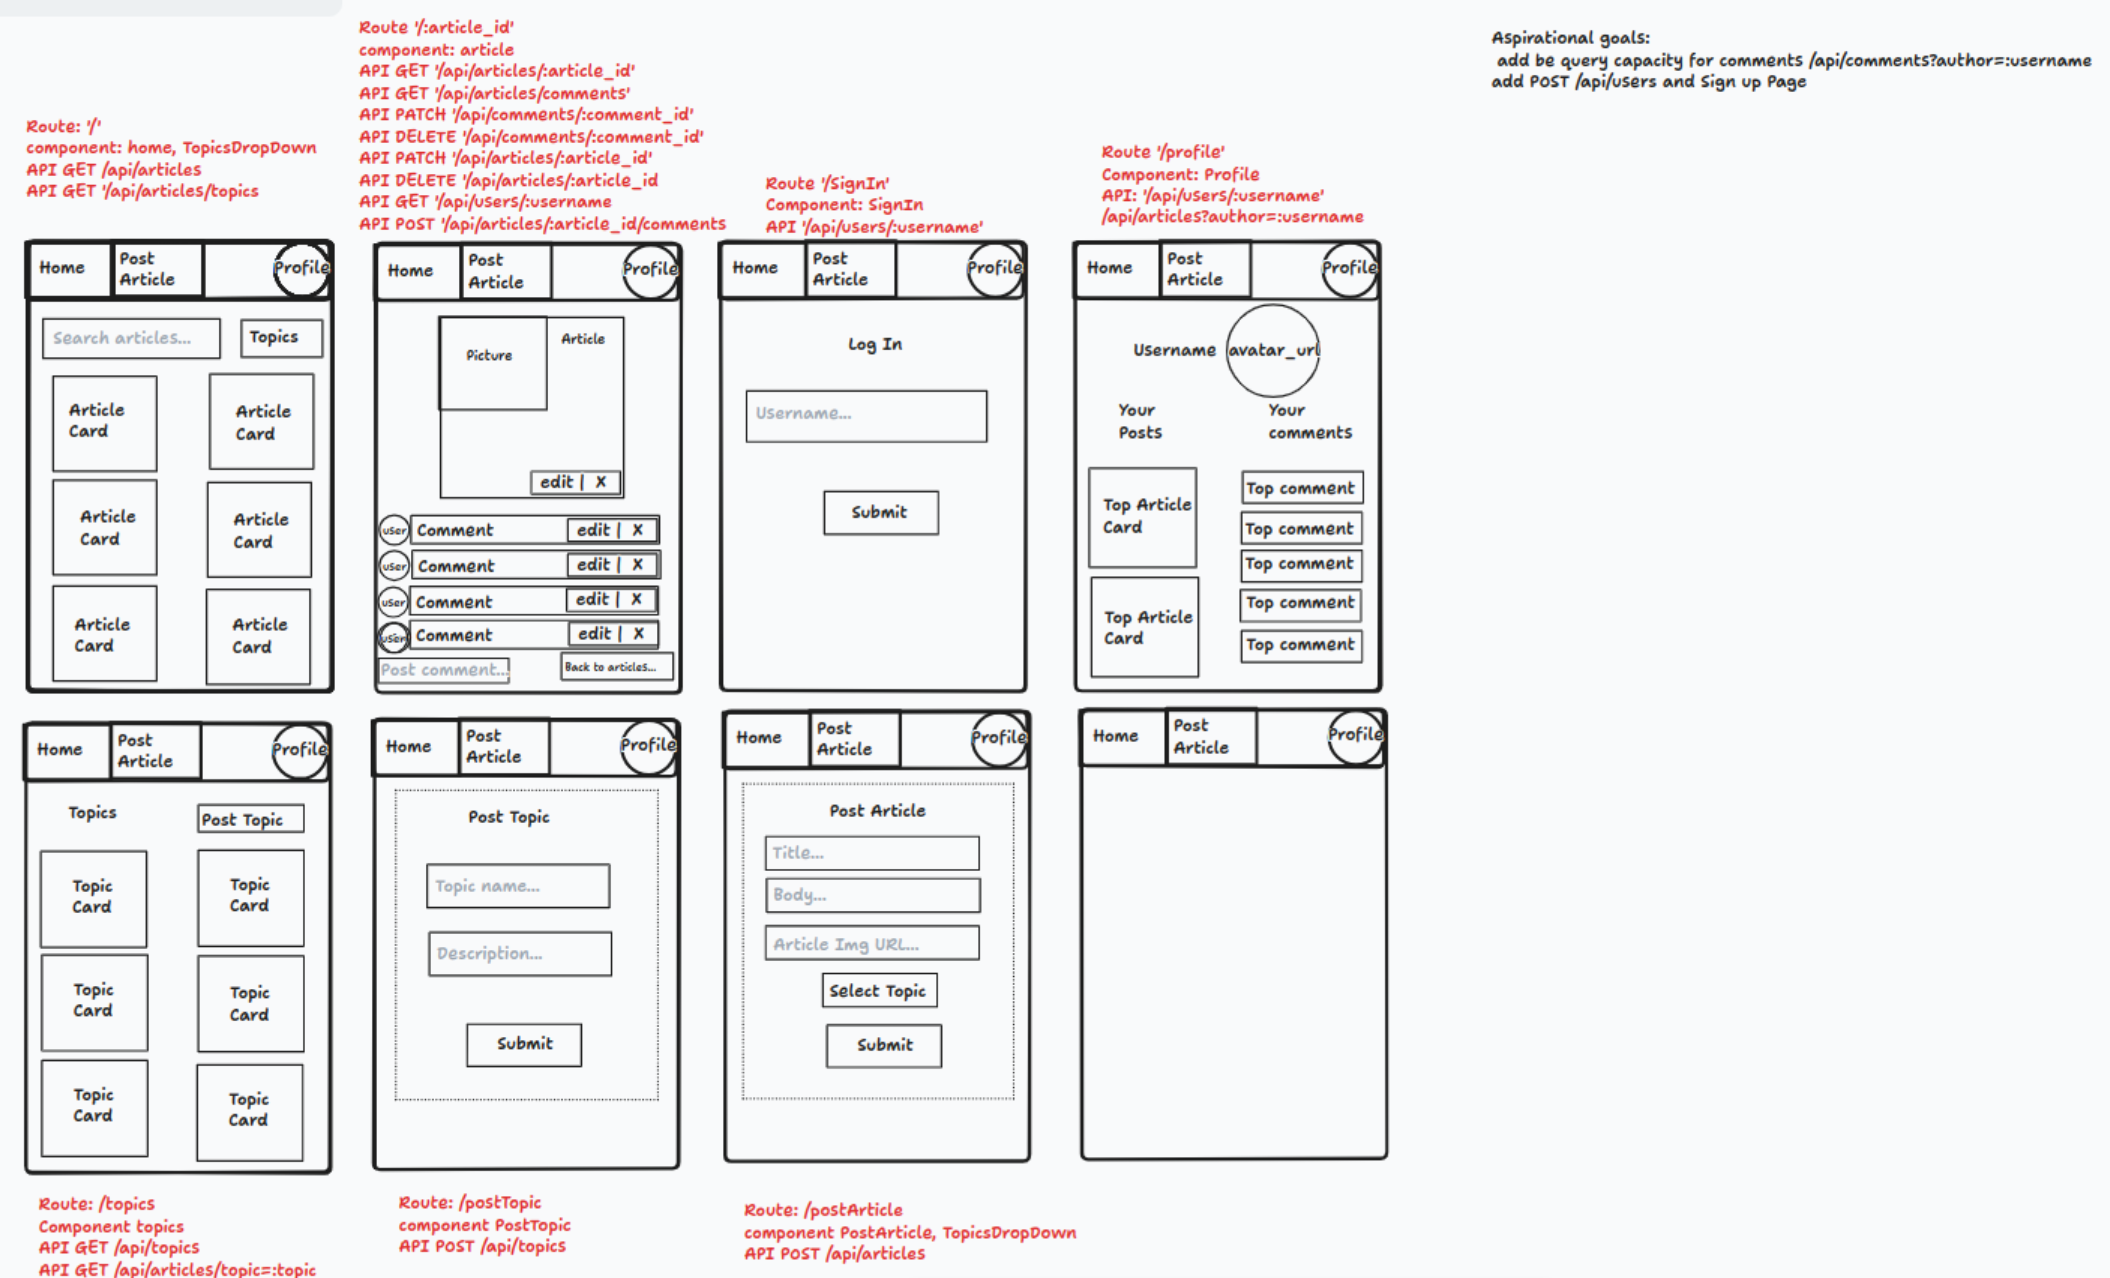 Route: '/'
component: home, TopicsDropDown
API GET /api/articles
API GET '/api/articles/topics
Home
Post
Article
Profile
Search articles...
Topics
Article
Card
Article
Card
Article
Card
Article
Card
Article
Card
Article
Card
Route '/:article_id'
component: article
API GET '/api/articles/:article_id'
API GET '/api/articles/comments'
API PATCH '/api/comments/:comment_id'
API DELETE '/api/comments/:comment_id'
API PATCH '/api/articles/:article_id'
API DELETE '/api/articles/:article_id
API GET '/api/users/:username
API POST '/api/articles/:article_id/comments
Home
Post
Article
Profile
Picture
Article
edit | X
user Comment edit | X
user Comment edit | X
user Comment edit | X
user Comment edit | X
Post comment...
Back to articles...
Route '/SignIn'
Component: SignIn
API '/api/users/:username'
Home
Post
Article
Profile
Log In
Username...
Submit
Route '/profile'
Component: Profile
API: '/api/users/:username'
/api/articles?author=:username
Home
Post
Article
Profile
Username
avatar_url
Your
Posts
Your
comments
Top Article
Card
Top Article
Card
Top comment
Top comment
Top comment
Top comment
Top comment
Aspirational goals:
add be query capacity for comments /api/comments?author=:username
add POST /api/users and Sign up Page
Home
Post
Article
Profile
Topics
Post Topic
Topic
Card
Topic
Card
Topic
Card
Topic
Card
Topic
Card
Topic
Card
Route: /topics
Component topics
API GET /api/topics
API GET /api/articles/topic=:topic
Home
Post
Article
Profile
Post Topic
Topic name...
Description...
Submit
Route: /postTopic
component PostTopic
API POST /api/topics
Home
Post
Article
Profile
Post Article
Title...
Body...
Article Img URL...
Select Topic
Submit
Route: /postArticle
component PostArticle, TopicsDropDown
API POST /api/articles
Home
Post
Article
Profile